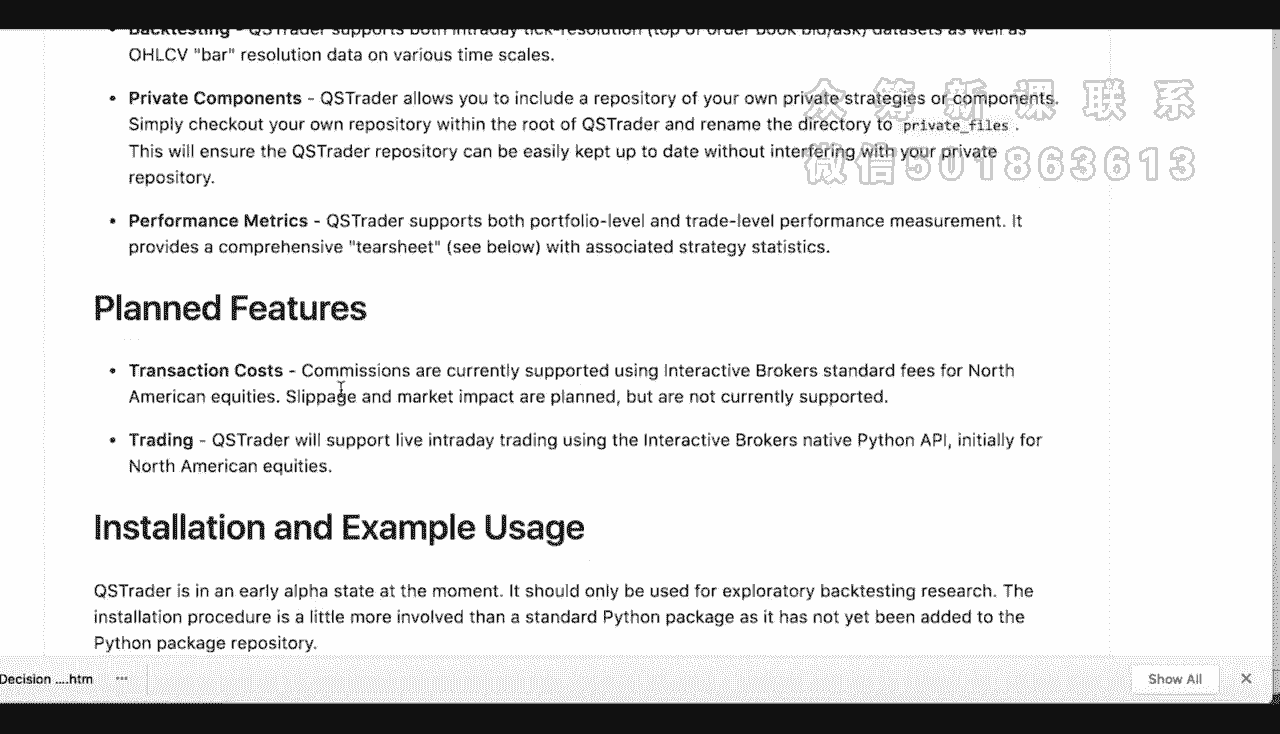 Backtesting - QSTrader supports both intraday tick-resolution (top of order book bid/ask) datasets as well as
OHLCV "bar" resolution data on various time scales.
众筹新课联系
• Private Components - QSTrader allows you to include a repository of your own private strategies or components.
Simply checkout your own repository within the root of QSTrader and rename the directory to private_files .
微信501863613
This will ensure the QSTrader repository can be easily kept up to date without interfering with your private
repository.
• Performance Metrics - QSTrader supports both portfolio-level and trade-level performance measurement. It
provides a comprehensive "tearsheet" (see below) with associated strategy statistics.
Planned Features
• Transaction Costs - Commissions are currently supported using Interactive Brokers standard fees for North
American equities. Slippage and market impact are planned, but are not currently supported.
• Trading - QSTrader will support live intraday trading using the Interactive Brokers native Python API, initially for
North American equities.
Installation and Example Usage
QSTrader is in an early alpha state at the moment. It should only be used for exploratory backtesting research. The
installation procedure is a little more involved than a standard Python package as it has not yet been added to the
Python package repository.
Decision ....htm
Show All